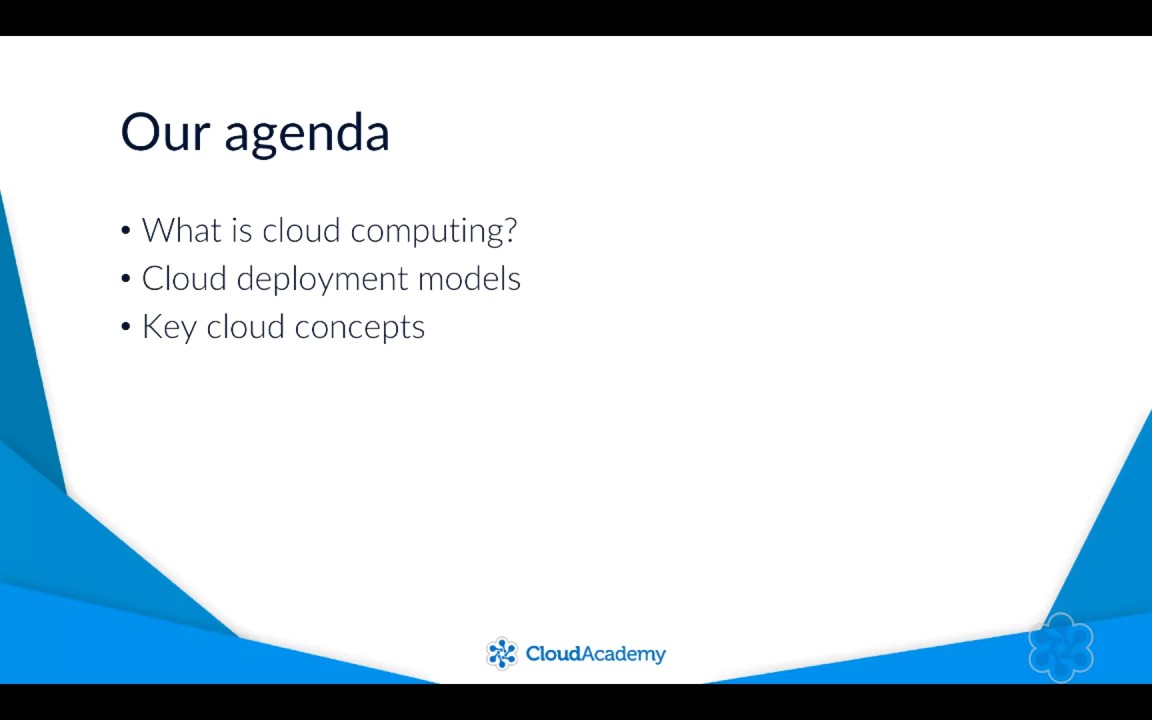 Our agenda
• What is cloud computing?
• Cloud deployment models
• Key cloud concepts
CloudAcademy